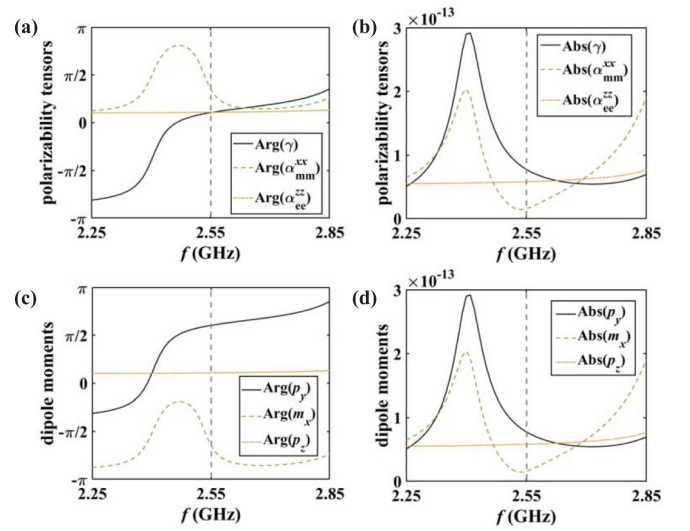 (a)
π
π/2
0
-π/2
-π
polarizability tensors
Arg(γ)
Arg(α_mm^xx)
Arg(α_ee^zz)
2.25 2.55 2.85
f (GHz)
(b)
×10⁻¹³
3
2
1
0
polarizability tensors
Abs(γ)
Abs(α_mm^xx)
Abs(α_ee^zz)
2.25 2.55 2.85
f (GHz)
(c)
π
π/2
0
-π/2
-π
dipole moments
Arg(p_y)
Arg(m_x)
Arg(p_z)
2.25 2.55 2.85
f (GHz)
(d)
×10⁻¹³
3
2
1
0
dipole moments
Abs(p_y)
Abs(m_x)
Abs(p_z)
2.25 2.55 2.85
f (GHz)